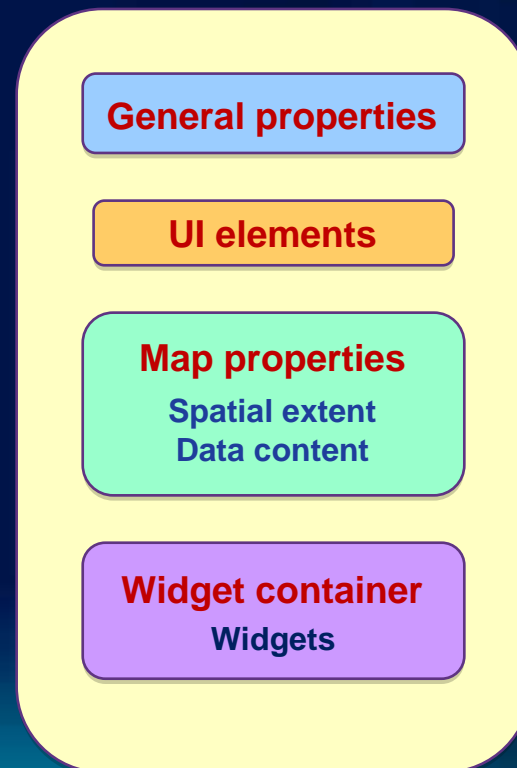 General properties
UI elements
Map properties
Spatial extent
Data content
Widget container
Widgets